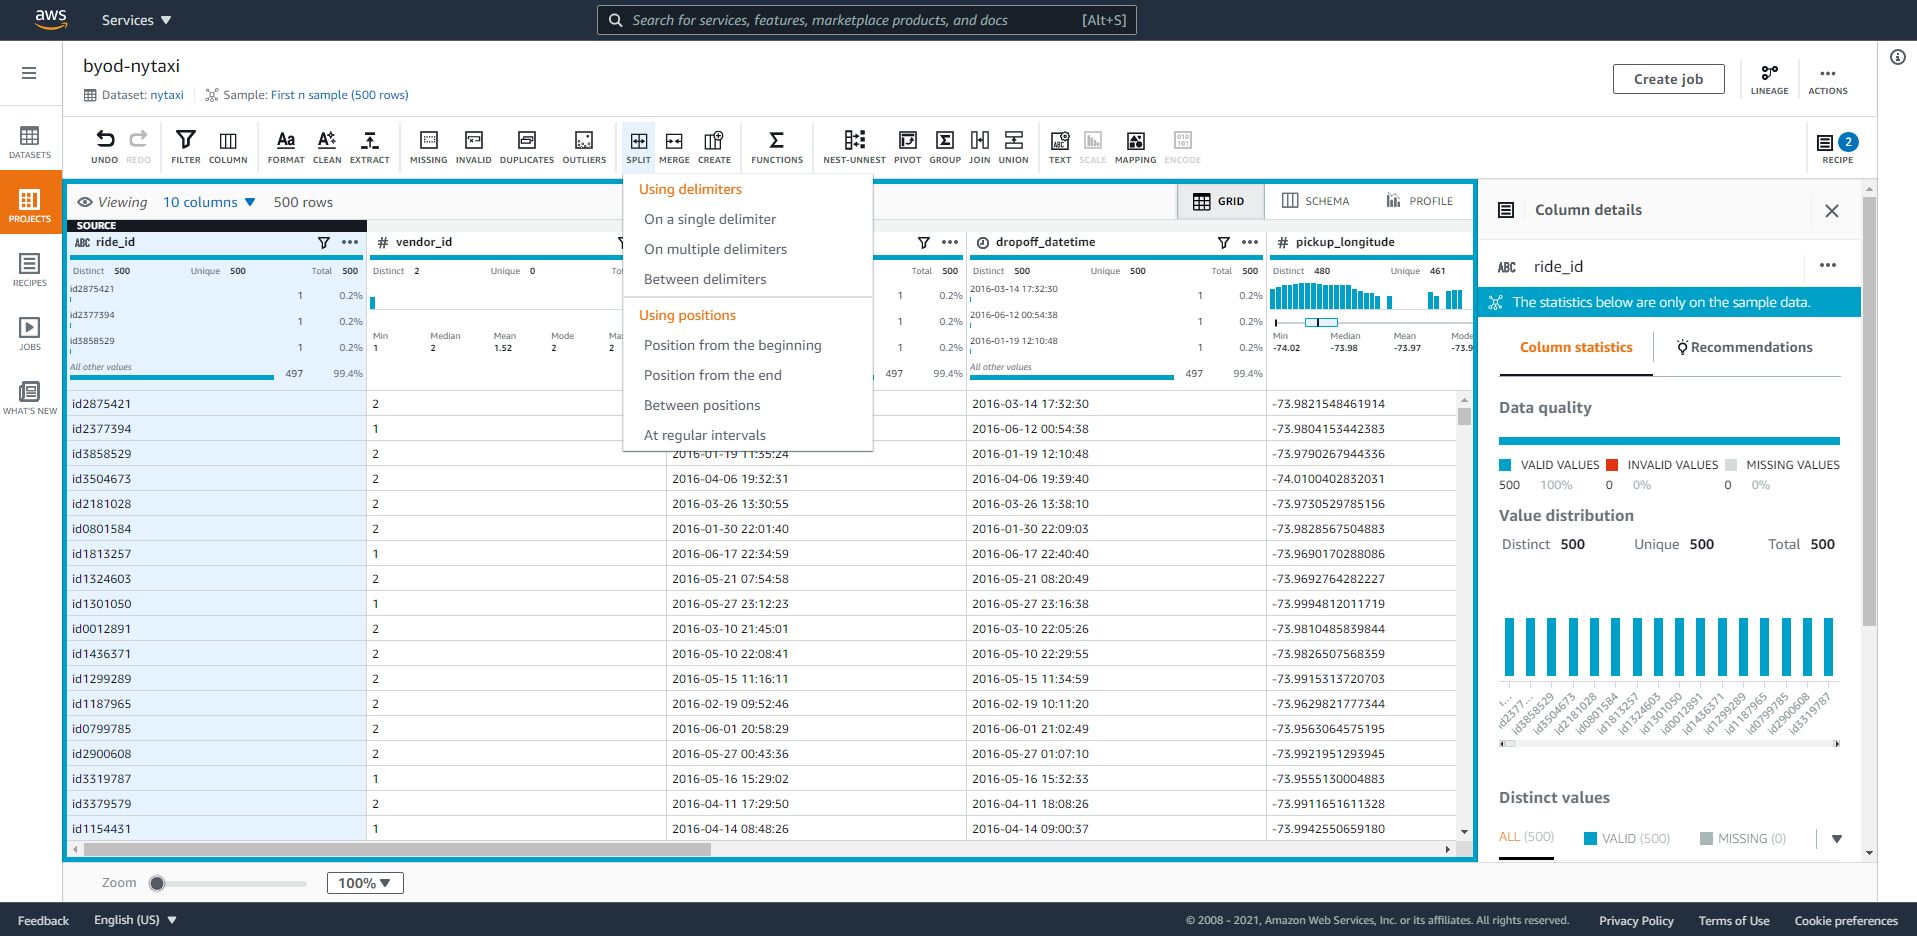 aws Services ▼ Search for services, features, marketplace products, and docs [Alt+S]
byod-nytaxi
Dataset: nytaxi Sample: First n sample (500 rows)
Create job LINEAGE ACTIONS
DATASETS
PROJECTS
RECIPES
JOBS
WHAT'S NEW
UNDO REDO FILTER COLUMN FORMAT CLEAN EXTRACT MISSING INVALID DUPLICATES OUTLIERS SPLIT MERGE CREATE FUNCTIONS NEST-UNNEST PIVOT GROUP JOIN UNION TEXT SCALE MAPPING ENCODE RECIPE 2
Viewing 10 columns ▼ 500 rows GRID SCHEMA PROFILE
Using delimiters
On a single delimiter
On multiple delimiters
Between delimiters
Using positions
Position from the beginning
Position from the end
Between positions
At regular intervals
SOURCE
ABC ride_id ••• # vendor_id ••• dropoff_datetime ••• # pickup_longitude
Distinct 500 Unique 500 Total 500
id2875421 1 0.2%
id2377394 1 0.2%
id3858529 1 0.2%
All other values 497 99.4%
Distinct 2 Unique 0
Min Median Mean Mode
1 2 1.52 2 2
Total 500
1 0.2%
1 0.2%
1 0.2%
497 99.4%
Distinct 500 Unique 500 Total 500
2016-03-14 17:32:30 1 0.2%
2016-06-12 00:54:38 1 0.2%
2016-01-19 12:10:48 1 0.2%
All other values 497 99.4%
Distinct 480 Unique 461
Min Median Mean Mode
-74.02 -73.98 -73.97 -73.9
id2875421 2 2016-03-14 17:32:30 -73.9821548461914
id2377394 1 2016-06-12 00:54:38 -73.9804153442383
id3858529 2 2016-01-19 11:35:24 2016-01-19 12:10:48 -73.9790267944336
id3504673 2 2016-04-06 19:32:31 2016-04-06 19:39:40 -74.0100402832031
id2181028 2 2016-03-26 13:30:55 2016-03-26 13:38:10 -73.9730529785156
id0801584 2 2016-01-30 22:01:40 2016-01-30 22:09:03 -73.9828567504883
id1813257 1 2016-06-17 22:34:59 2016-06-17 22:40:40 -73.9690170288086
id1324603 2 2016-05-21 07:54:58 2016-05-21 08:20:49 -73.9692764282227
id1301050 1 2016-05-27 23:12:23 2016-05-27 23:16:38 -73.9994812011719
id0012891 2 2016-03-10 21:45:01 2016-03-10 22:05:26 -73.9810485839844
id1436371 2 2016-05-10 22:08:41 2016-05-10 22:29:55 -73.9826507568359
id1299289 2 2016-05-15 11:16:11 2016-05-15 11:34:59 -73.9915313720703
id1187965 2 2016-02-19 09:52:46 2016-02-19 10:11:20 -73.9629821777344
id0799785 2 2016-06-01 20:58:29 2016-06-01 21:02:49 -73.9563064575195
id2900608 2 2016-05-27 00:43:36 2016-05-27 01:07:10 -73.9921951293945
id3319787 1 2016-05-16 15:29:02 2016-05-16 15:32:33 -73.9555130004883
id3379579 2 2016-04-11 17:29:50 2016-04-11 18:08:26 -73.9911651611328
id1154431 1 2016-04-14 08:48:26 2016-04-14 09:00:37 -73.9942550659180
Column details
ABC ride_id •••
The statistics below are only on the sample data.
Column statistics Recommendations
Data quality
VALID VALUES INVALID VALUES MISSING VALUES
500 100% 0 0% 0 0%
Value distribution
Distinct 500 Unique 500 Total 500
i... id2377... id3858529 id3504673 id2181028 id0801584 id1813257 id1324603 id1301050 id0012891 id1436371 id1299289 id1187965 id0799785 id2900608 id3319787
Distinct values
ALL (500) VALID (500) MISSING (0) ▼
Zoom 100% ▼
Feedback English (US) ▼ © 2008 - 2021, Amazon Web Services, Inc. or its affiliates. All rights reserved. Privacy Policy Terms of Use Cookie preferences